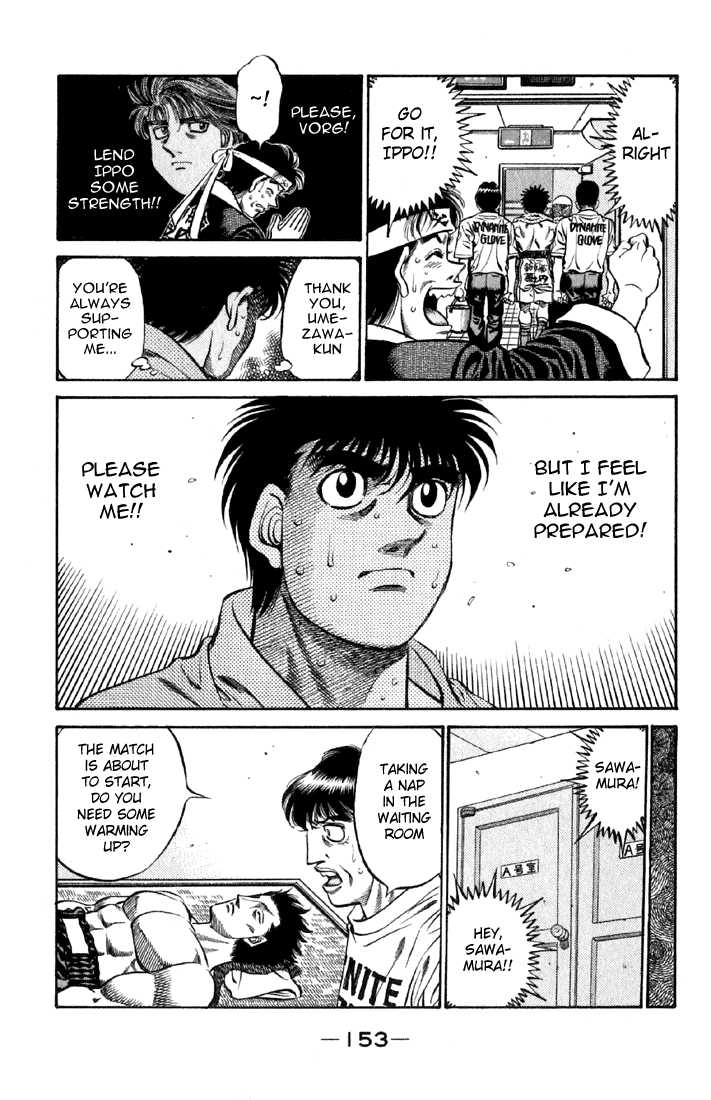 AL-
RIGHT
GO
FOR IT,
IPPO!!
DYNAMITE
GLOVE
DYNAMITE
GLOVE
PLEASE,
VORG!
~!
LEND
IPPO
SOME
STRENGTH!!
THANK
YOU,
UME-
ZAWA-
KUN
YOU'RE
ALWAYS
SUP-
PORTING
ME...
BUT I FEEL
LIKE I'M
ALREADY
PREPARED!
PLEASE
WATCH
ME!!
SAWA-
MURA!
A号室
HEY,
SAWA-
MURA!!
TAKING
A NAP
IN THE
WAITING
ROOM
THE MATCH
IS ABOUT
TO START,
DO YOU
NEED SOME
WARMING
UP?
NITE
—153—